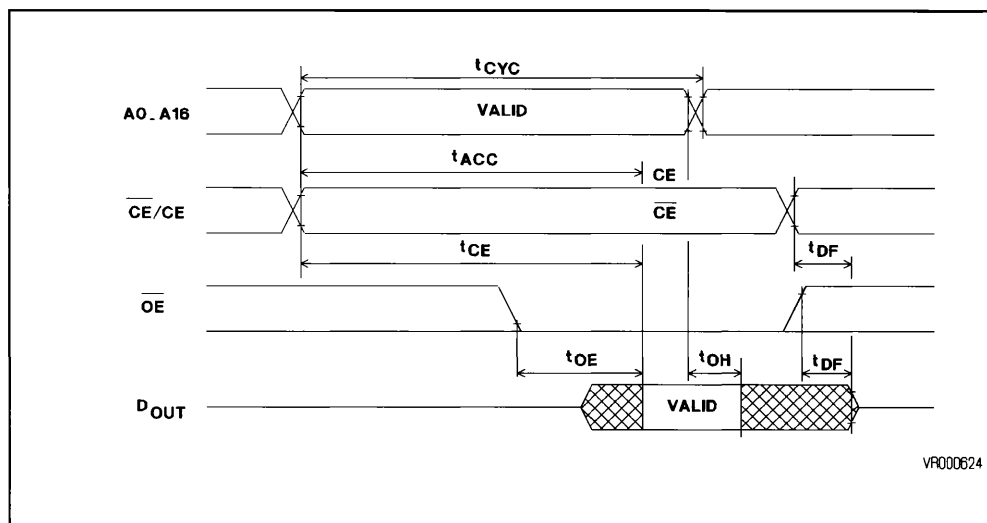 tCYC
A0_A16
VALID
tACC
CE
CE/CE
CE
tCE
tDF
OE
tOE
tOH
tDF
DOUT
VALID
VR000624